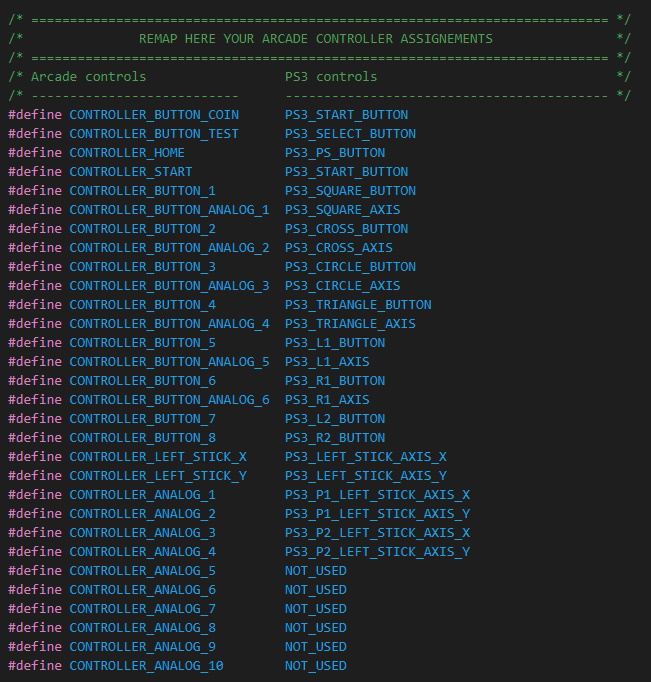 /* =========================================================================== */
/*               REMAP HERE YOUR ARCADE CONTROLLER ASSIGNEMENTS                */
/* =========================================================================== */
/* Arcade controls                  PS3 controls                               */
/* ---------------------------      ------------------------------------------ */
#define CONTROLLER_BUTTON_COIN      PS3_START_BUTTON
#define CONTROLLER_BUTTON_TEST      PS3_SELECT_BUTTON
#define CONTROLLER_HOME             PS3_PS_BUTTON
#define CONTROLLER_START            PS3_START_BUTTON
#define CONTROLLER_BUTTON_1         PS3_SQUARE_BUTTON
#define CONTROLLER_BUTTON_ANALOG_1  PS3_SQUARE_AXIS
#define CONTROLLER_BUTTON_2         PS3_CROSS_BUTTON
#define CONTROLLER_BUTTON_ANALOG_2  PS3_CROSS_AXIS
#define CONTROLLER_BUTTON_3         PS3_CIRCLE_BUTTON
#define CONTROLLER_BUTTON_ANALOG_3  PS3_CIRCLE_AXIS
#define CONTROLLER_BUTTON_4         PS3_TRIANGLE_BUTTON
#define CONTROLLER_BUTTON_ANALOG_4  PS3_TRIANGLE_AXIS
#define CONTROLLER_BUTTON_5         PS3_L1_BUTTON
#define CONTROLLER_BUTTON_ANALOG_5  PS3_L1_AXIS
#define CONTROLLER_BUTTON_6         PS3_R1_BUTTON
#define CONTROLLER_BUTTON_ANALOG_6  PS3_R1_AXIS
#define CONTROLLER_BUTTON_7         PS3_L2_BUTTON
#define CONTROLLER_BUTTON_8         PS3_R2_BUTTON
#define CONTROLLER_LEFT_STICK_X     PS3_LEFT_STICK_AXIS_X
#define CONTROLLER_LEFT_STICK_Y     PS3_LEFT_STICK_AXIS_Y
#define CONTROLLER_ANALOG_1         PS3_P1_LEFT_STICK_AXIS_X
#define CONTROLLER_ANALOG_2         PS3_P1_LEFT_STICK_AXIS_Y
#define CONTROLLER_ANALOG_3         PS3_P2_LEFT_STICK_AXIS_X
#define CONTROLLER_ANALOG_4         PS3_P2_LEFT_STICK_AXIS_Y
#define CONTROLLER_ANALOG_5         NOT_USED
#define CONTROLLER_ANALOG_6         NOT_USED
#define CONTROLLER_ANALOG_7         NOT_USED
#define CONTROLLER_ANALOG_8         NOT_USED
#define CONTROLLER_ANALOG_9         NOT_USED
#define CONTROLLER_ANALOG_10        NOT_USED